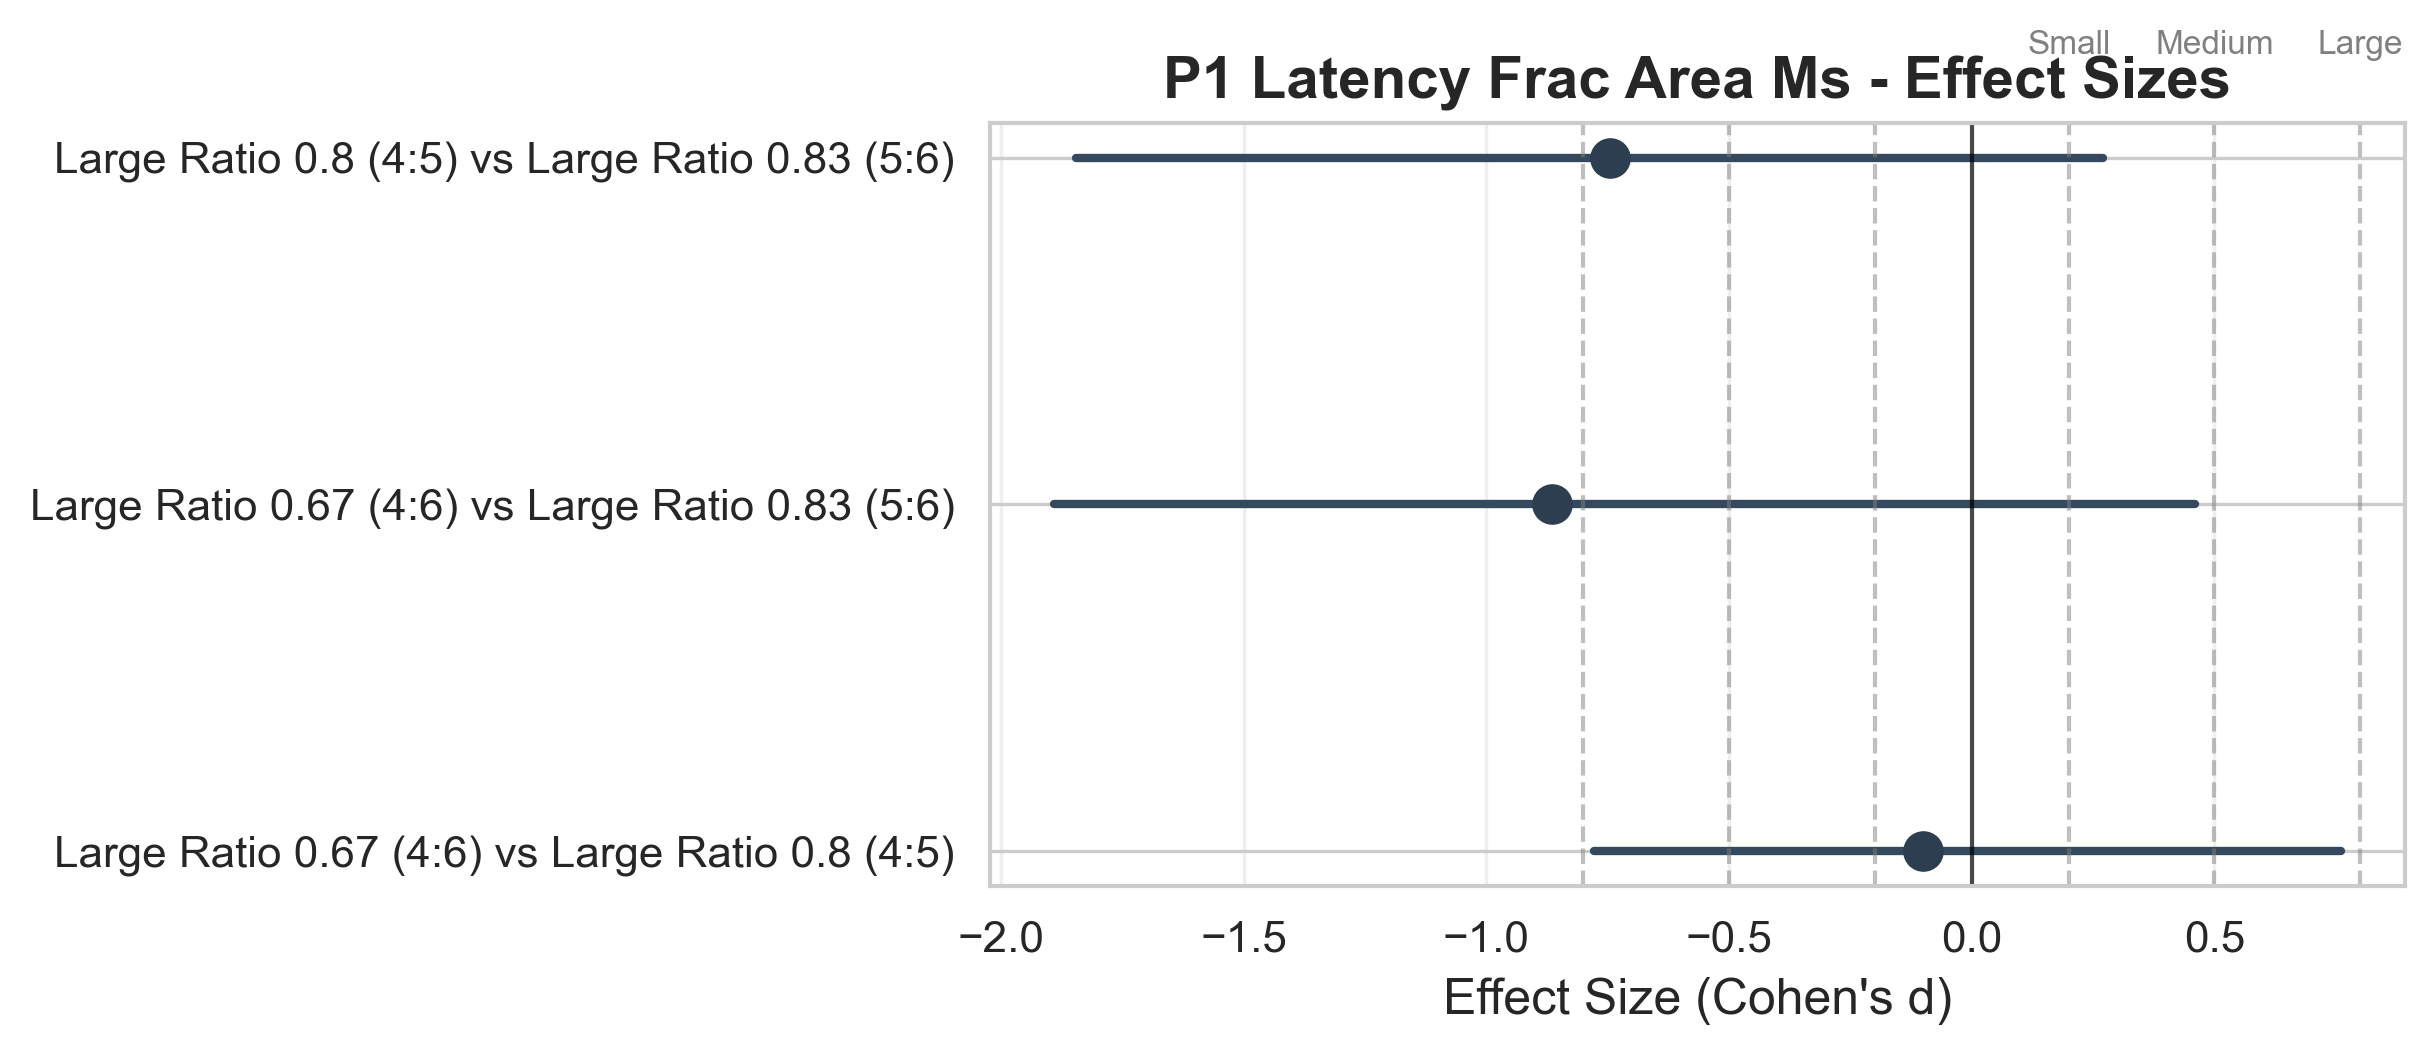 Small Medium Large
P1 Latency Frac Area Ms - Effect Sizes
Large Ratio 0.8 (4:5) vs Large Ratio 0.83 (5:6)
Large Ratio 0.67 (4:6) vs Large Ratio 0.83 (5:6)
Large Ratio 0.67 (4:6) vs Large Ratio 0.8 (4:5)
−2.0 −1.5 −1.0 −0.5 0.0 0.5
Effect Size (Cohen's d)